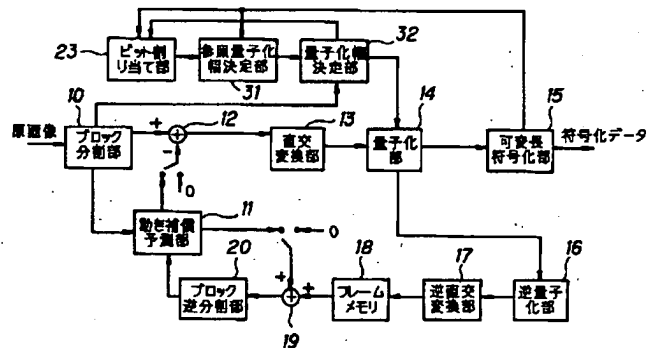 23
ビット割
り当て部
参照量子化
幅決定部
31
量子化幅
決定部
32
原画像
10
ブロック
分割部
+
12
-
0
13
直交
変換部
14
量子
化部
15
可変長
符号化部
符号化データ
動き補償
予測部
11
0
20
ブロック
逆分割部
+
+
19
18
フレーム
メモリ
17
逆直交
変換部
16
逆量子
化部